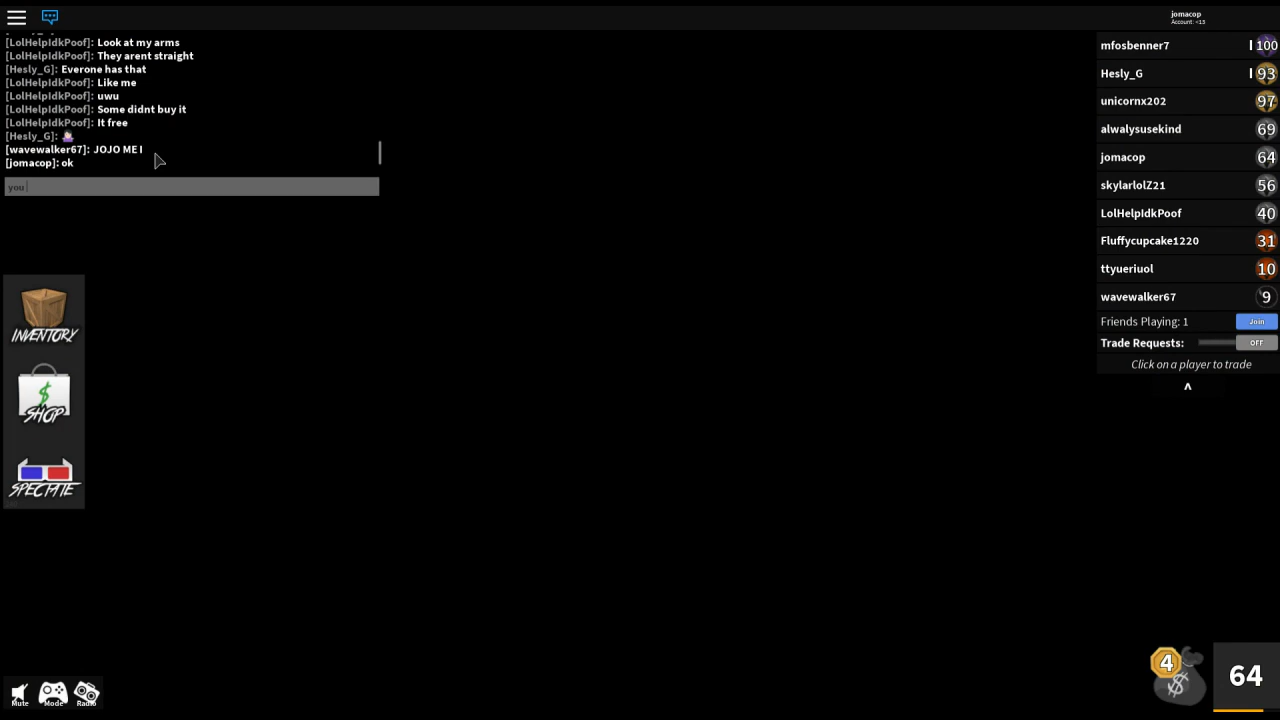 jomacop
Account: <13
[LolHelpIdkPoof]: Look at my arms
[LolHelpIdkPoof]: They arent straight
[Hesly_G]: Everone has that
[LolHelpIdkPoof]: Like me
[LolHelpIdkPoof]: uwu
[LolHelpIdkPoof]: Some didnt buy it
[LolHelpIdkPoof]: It free
[Hesly_G]: 🤷🏻‍♀️
[wavewalker67]: JOJO ME I
[jomacop]: ok
you
mfosbenner7 I 100
Hesly_G I 93
unicornx202 97
alwalysusekind 69
jomacop 64
skylarlolZ21 56
LolHelpIdkPoof 40
Fluffycupcake1220 31
ttyueriuol 10
wavewalker67 9
Friends Playing: 1 Join
Trade Requests: OFF
Click on a player to trade
INVENTORY
SHOP
SPECTATE
Mute Mode Radio
4
64